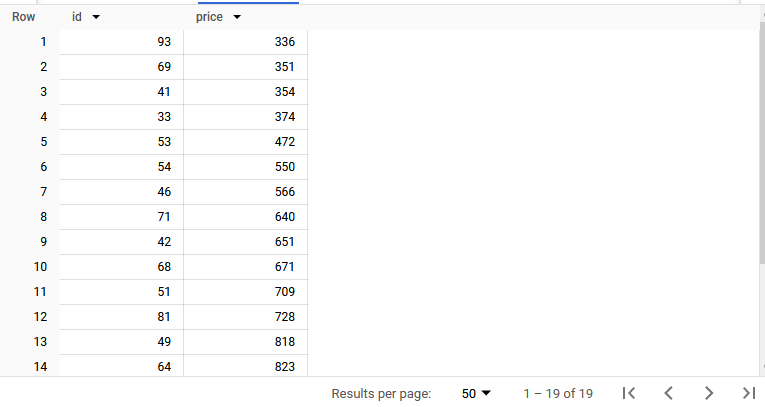 Row id price
1 93 336
2 69 351
3 41 354
4 33 374
5 53 472
6 54 550
7 46 566
8 71 640
9 42 651
10 68 671
11 51 709
12 81 728
13 49 818
14 64 823
Results per page: 50 1 – 19 of 19